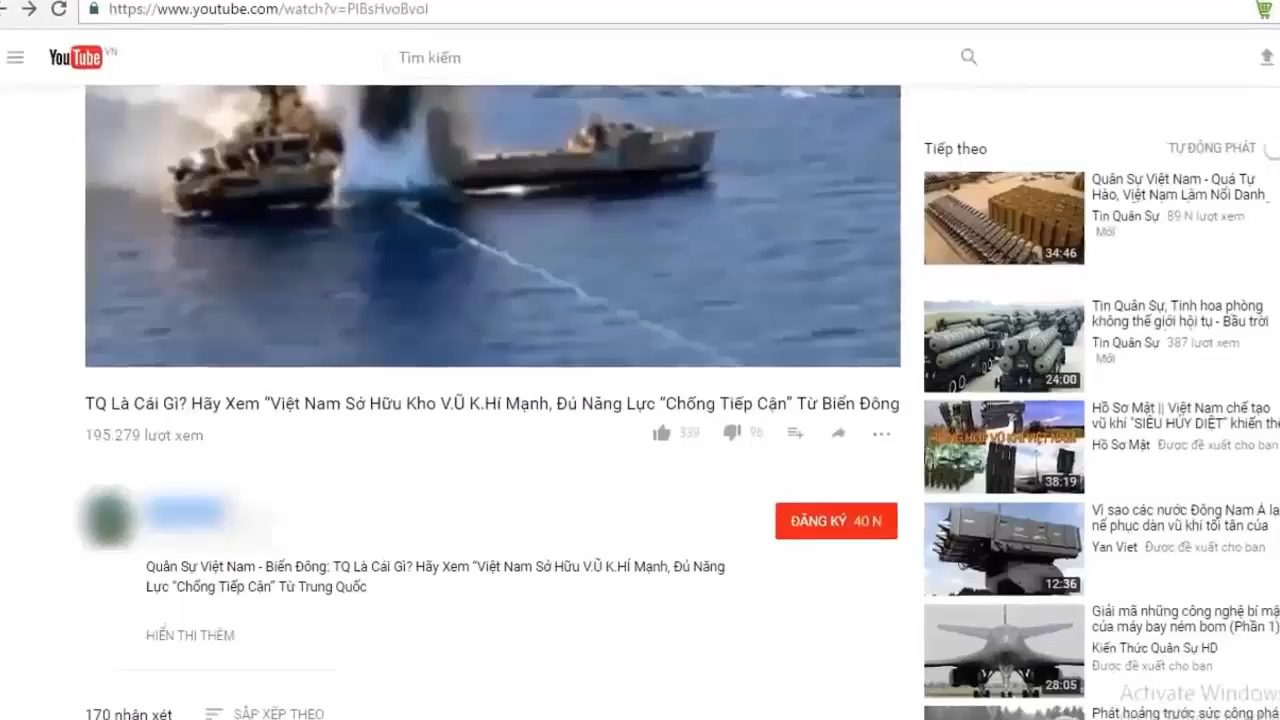 https://www.youtube.com/watch?v=PlBsHvoBvoI
YouTube VN
Tìm kiếm
TQ Là Cái Gì? Hãy Xem “Việt Nam Sở Hữu Kho V.Ũ K.Hí Mạnh, Đủ Năng Lực “Chống Tiếp Cận” Từ Biển Đông
195.279 lượt xem
339
96
ĐĂNG KÝ 40 N
Quân Sự Việt Nam - Biển Đông: TQ Là Cái Gì? Hãy Xem “Việt Nam Sở Hữu V.Ũ K.HÍ Mạnh, Đủ Năng
Lực “Chống Tiếp Cận” Từ Trung Quốc
HIỂN THỊ THÊM
170 nhận xét
SẮP XẾP THEO
Tiếp theo
TỰ ĐỘNG PHÁT
34:46
Quân Sự Việt Nam - Quá Tự
Hào, Việt Nam Làm Nổi Danh
Tin Quân Sự 89 N lượt xem
Mới
24:00
Tin Quân Sự, Tinh hoa phòng
không thế giới hội tụ - Bầu trời
Tin Quân Sự 387 lượt xem
Mới
38:19
Hồ Sơ Mật || Việt Nam chế tạo
vũ khí "SIÊU HỦY DIỆT" khiến thế
Hồ Sơ Mật Được đề xuất cho bạn
12:36
Vì sao các nước Đông Nam Á lạ
nể phục dàn vũ khí tối tân của
Yan Viet Được đề xuất cho bạn
28:05
Giải mã những công nghệ bí mậ
của máy bay ném bom (Phần 1)
Kiến Thức Quân Sự HD
Được đề xuất cho bạn
Activate Window
Phát hoảng trước sức công phá